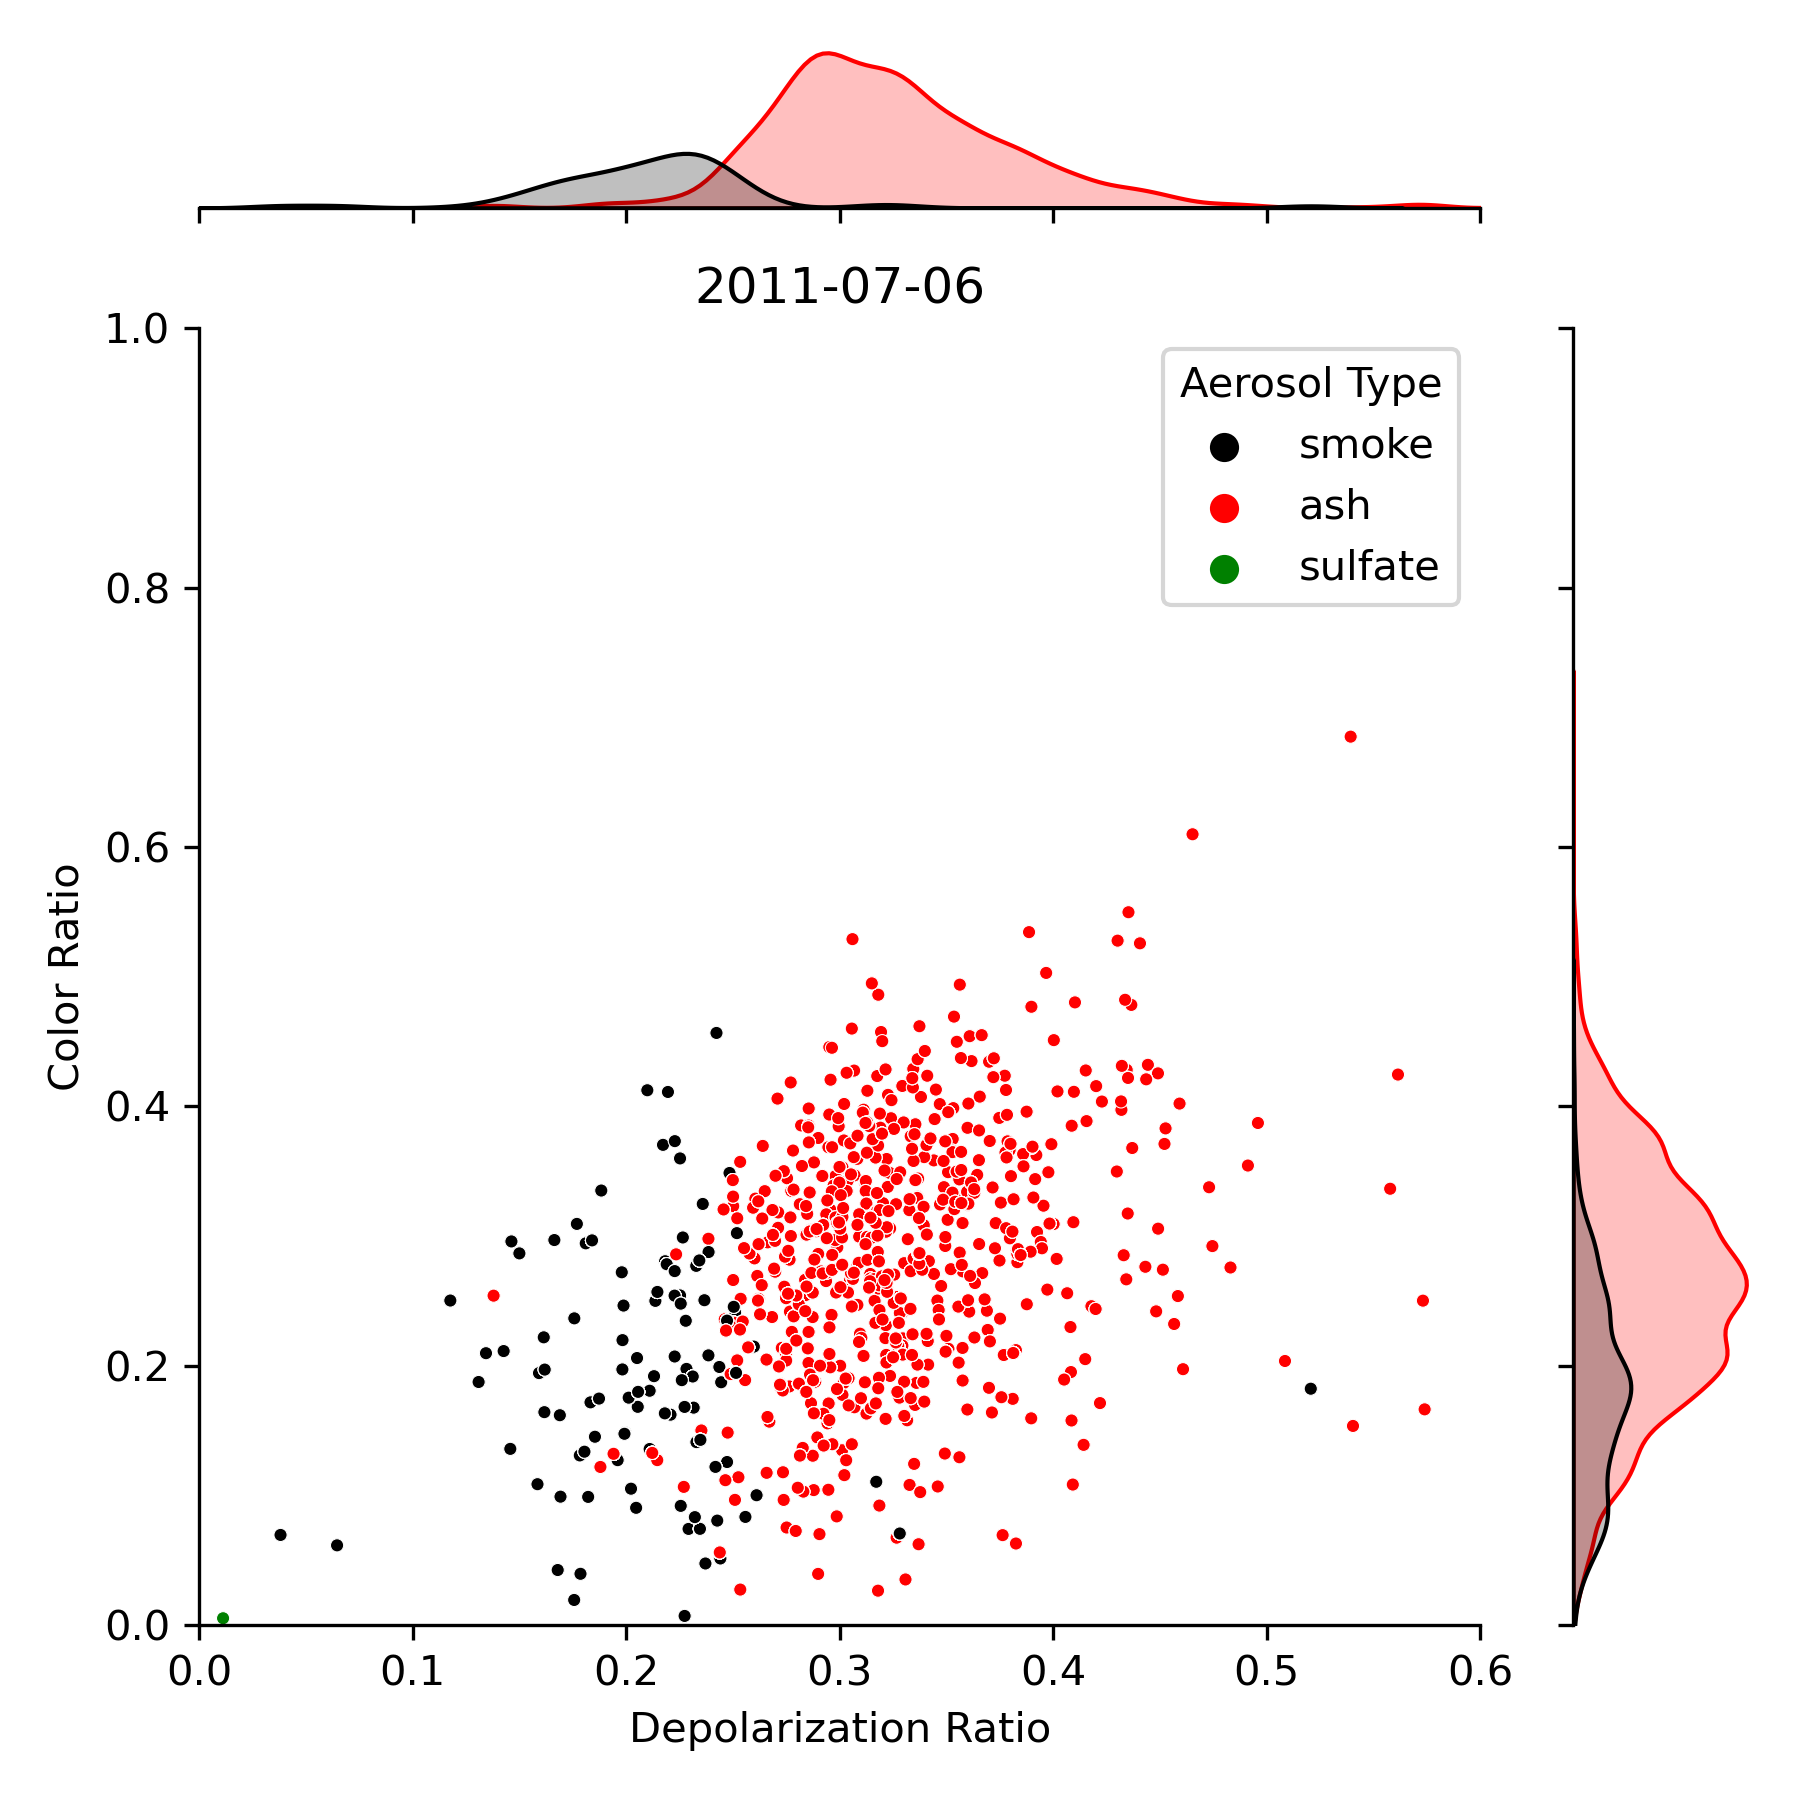 2011-07-06
1.0
0.8
0.6
0.4
0.2
0.0
Color Ratio
Aerosol Type
smoke
ash
sulfate
0.0 0.1 0.2 0.3 0.4 0.5 0.6
Depolarization Ratio